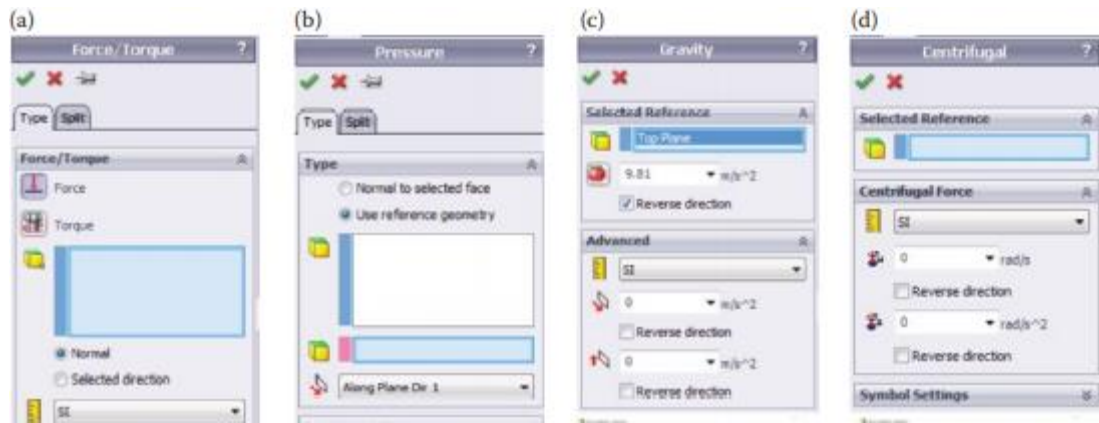 (a)
Force/Torque ?
Type Split
Force/Torque
Force
Torque
Normal
Selected direction
SI
(b)
Pressure ?
Type Split
Type
Normal to selected face
Use reference geometry
Along Plane Dir 1
(c)
Gravity ?
Selected Reference
Top Plane
9.81 m/s^2
Reverse direction
Advanced
SI
0 m/s^2
Reverse direction
0 m/s^2
Reverse direction
(d)
Centrifugal ?
Selected Reference
Centrifugal Force
SI
0 rad/s
Reverse direction
0 rad/s^2
Reverse direction
Symbol Settings